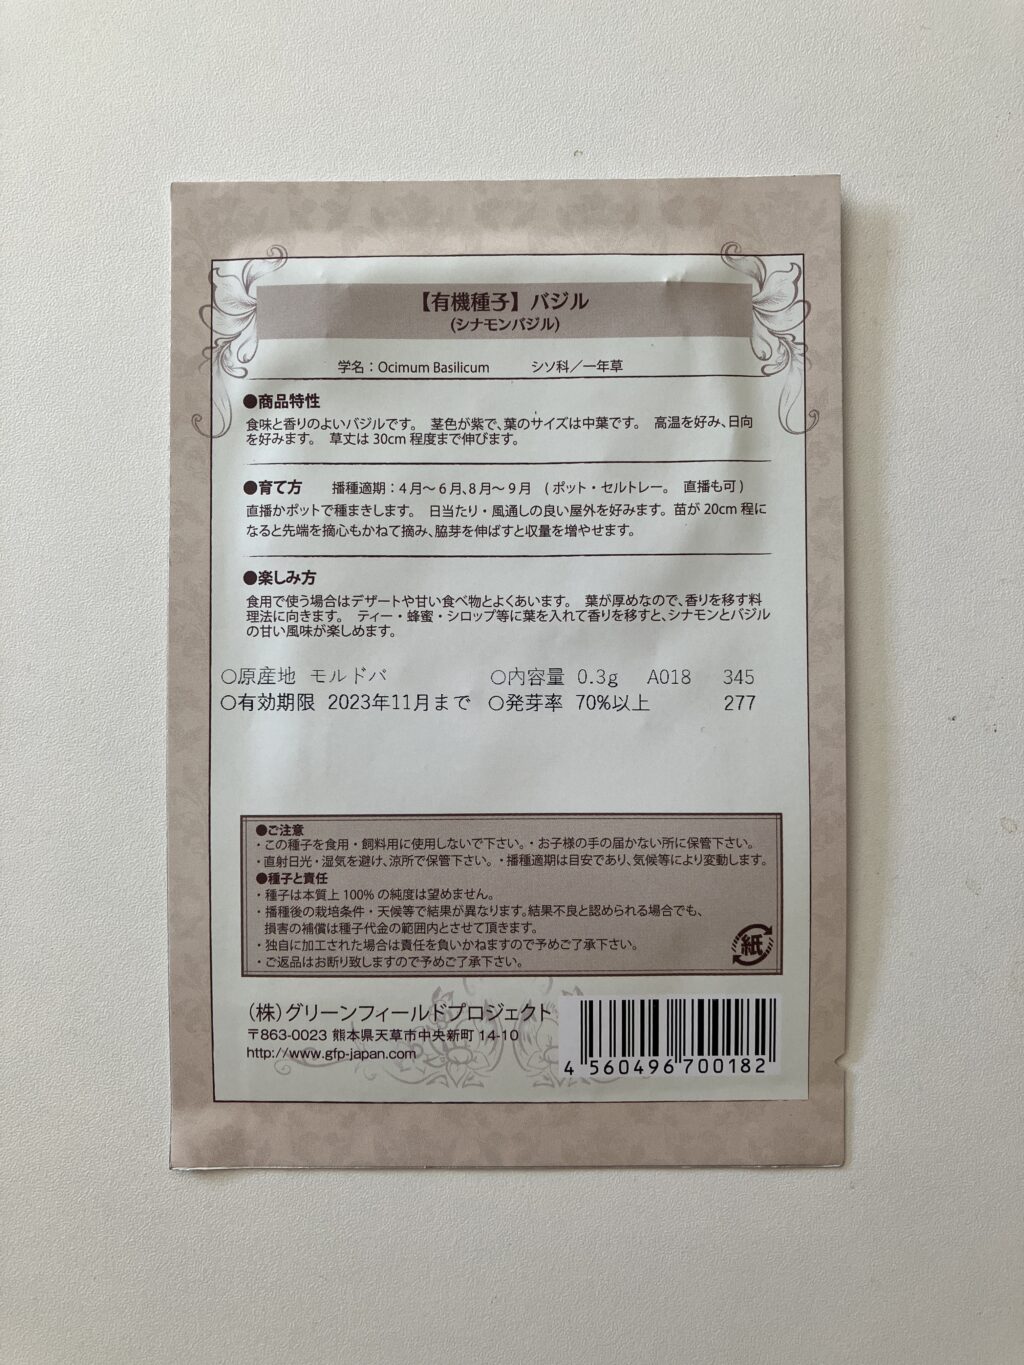 【有機種子】バジル
(シナモンバジル)
学名：Ocimum Basilicum シソ科／一年草
●商品特性
食味と香りのよいバジルです。 茎色が紫で、葉のサイズは中葉です。 高温を好み、日向
を好みます。 草丈は30cm程度まで伸びます。
●育て方 播種適期：4月～6月、8月～9月 (ポット・セルトレー。 直播も可)
直播かポットで種まきします。 日当たり・風通しの良い屋外を好みます。苗が20cm程に
なると先端を摘心もかねて摘み、脇芽を伸ばすと収量を増やせます。
●楽しみ方
食用で使う場合はデザートや甘い食べ物とよくあいます。 葉が厚めなので、香りを移す料
理法に向きます。 ティー・蜂蜜・シロップ等に葉を入れて香りを移すと、シナモンとバジル
の甘い風味が楽しめます。
○原産地 モルドバ ○内容量 0.3g A018 345
○有効期限 2023年11月まで ○発芽率 70%以上 277
●ご注意
・この種子を食用・飼料用に使用しないで下さい。・お子様の手の届かない所に保管下さい。
・直射日光・湿気を避け、涼所で保管下さい。・播種適期は目安であり、気候等により変動します。
●種子と責任
・種子は本質上100%の純度は望めません。
・播種後の栽培条件・天候等で結果が異なります。結果不良と認められる場合でも、
損害の補償は種子代金の範囲内とさせて頂きます。
・独自に加工された場合は責任を負いかねますので予めご了承下さい。
・ご返品はお断り致しますので予めご了承下さい。
紙
(株)グリーンフィールドプロジェクト
〒863-0023 熊本県天草市中央新町14-10
http://www.gfp-japan.com
4 560496 700182